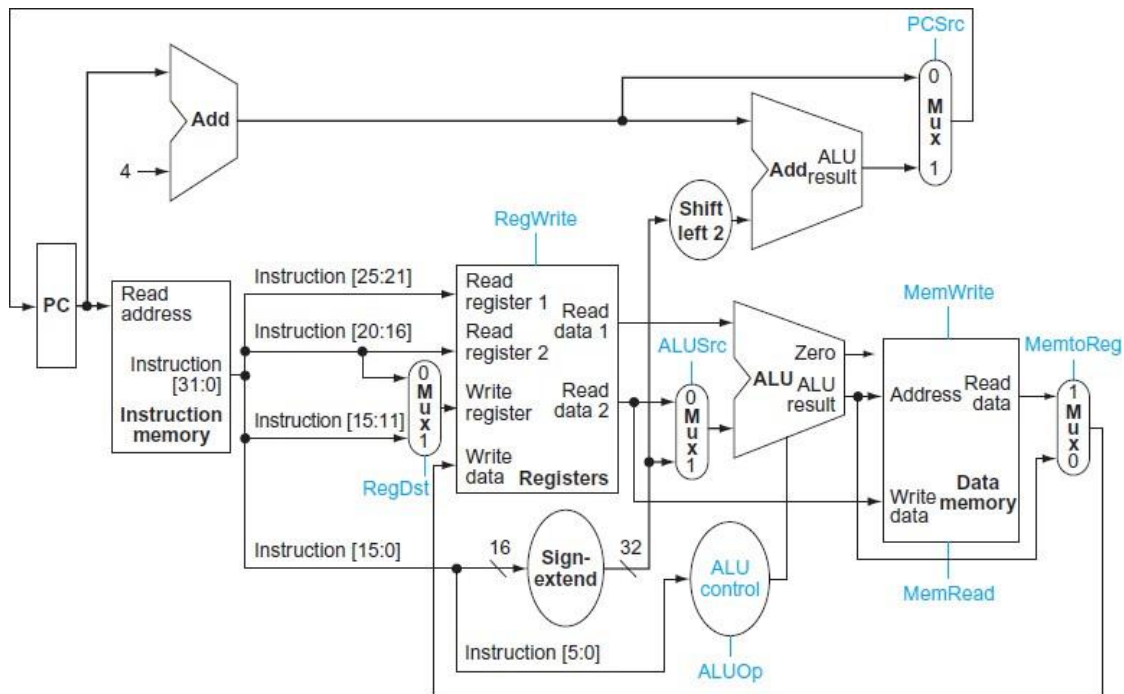 PCSrc
0
Mux
1
Add
4
Add
ALU
result
Shift
left 2
RegWrite
PC
Read
address
Instruction
[31:0]
Instruction
memory
Instruction [25:21]
Instruction [20:16]
Instruction [15:11]
Instruction [15:0]
Instruction [5:0]
0
Mux
1
RegDst
Read
register 1
Read
register 2
Write
register
Write
data
Read
data 1
Read
data 2
Registers
16
Sign-
extend
32
ALUSrc
0
Mux
1
Zero
ALU
ALU
result
ALU
control
ALUOp
MemWrite
Address
Read
data
Write
data
Data
memory
MemRead
MemtoReg
1
Mux
0